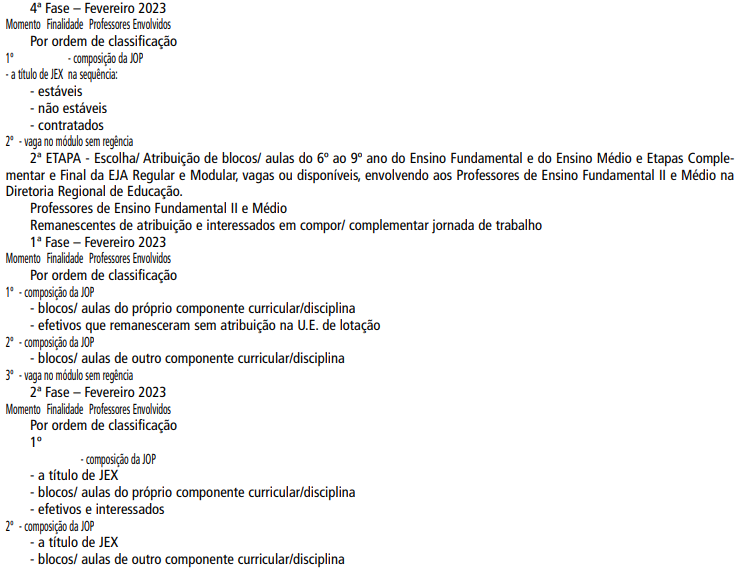 4ª Fase – Fevereiro 2023
Momento Finalidade Professores Envolvidos
Por ordem de classificação
1º - composição da JOP
- a título de JEX na sequência:
- estáveis
- não estáveis
- contratados
2º - vaga no módulo sem regência
2ª ETAPA - Escolha/ Atribuição de blocos/ aulas do 6º ao 9º ano do Ensino Fundamental e do Ensino Médio e Etapas Comple-
mentar e Final da EJA Regular e Modular, vagas ou disponíveis, envolvendo aos Professores de Ensino Fundamental II e Médio na
Diretoria Regional de Educação.
Professores de Ensino Fundamental II e Médio
Remanescentes de atribuição e interessados em compor/ complementar jornada de trabalho
1ª Fase – Fevereiro 2023
Momento Finalidade Professores Envolvidos
Por ordem de classificação
1º - composição da JOP
- blocos/ aulas do próprio componente curricular/disciplina
- efetivos que remanesceram sem atribuição na U.E. de lotação
2º - composição da JOP
- blocos/ aulas de outro componente curricular/disciplina
3º - vaga no módulo sem regência
2ª Fase – Fevereiro 2023
Momento Finalidade Professores Envolvidos
Por ordem de classificação
1º
- composição da JOP
- a título de JEX
- blocos/ aulas do próprio componente curricular/disciplina
- efetivos e interessados
2º - composição da JOP
- a título de JEX
- blocos/ aulas de outro componente curricular/disciplina